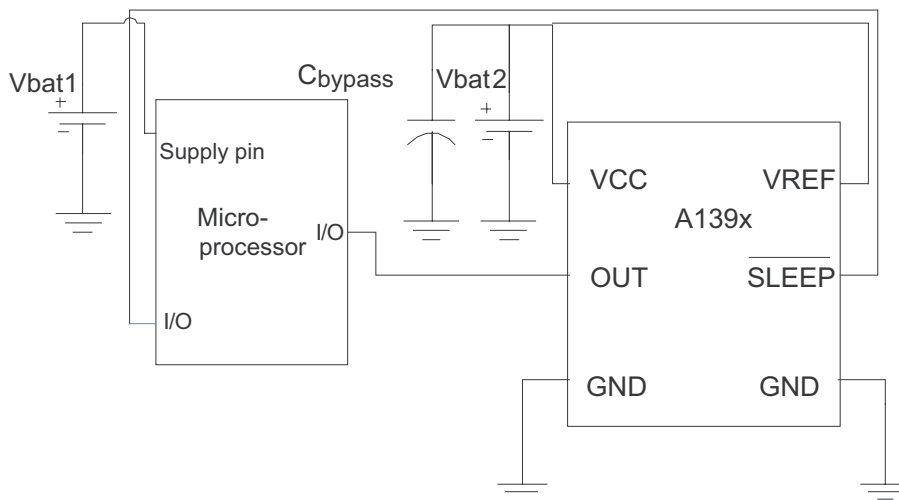 Vbat1
+
-
Supply pin
Micro-
processor
I/O
I/O
Cbypass
Vbat2
+
-
A139x
VCC
VREF
OUT
SLEEP
GND
GND